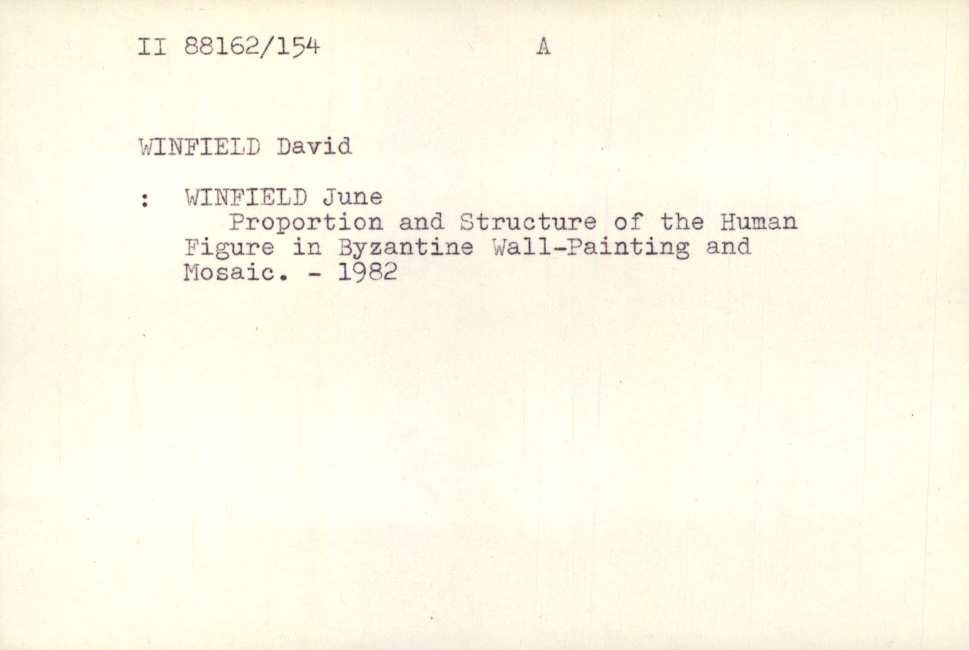 II 88162/154 A
WINFIELD David
: WINFIELD June
Proportion and Structure of the Human
Figure in Byzantine Wall-Painting and
Mosaic. - 1982